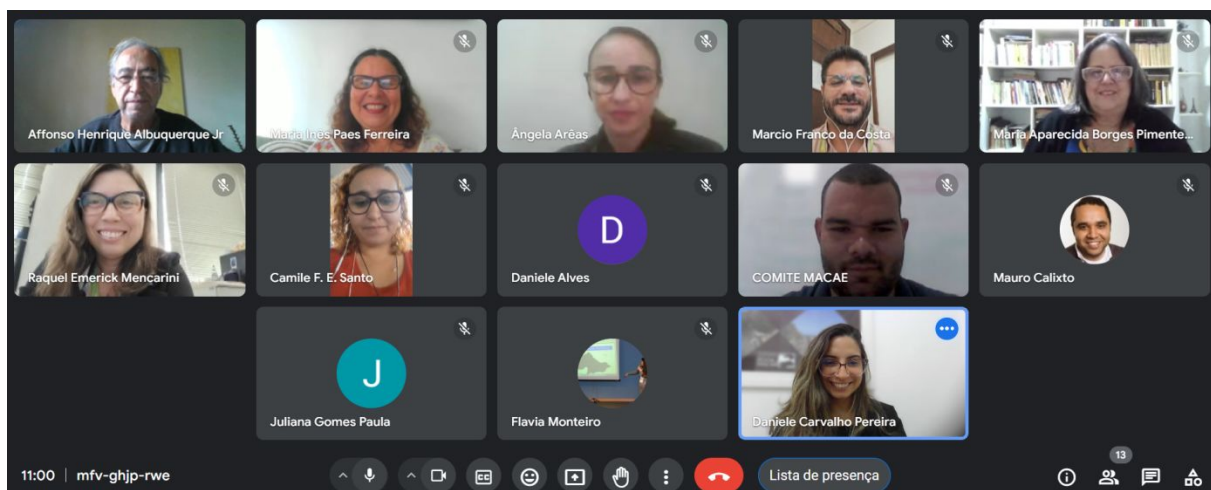 Affonso Henrique Albuquerque Jr
Maria Inês Paes Ferreira
Ângela Arêas
Marcio Franco da Costa
Maria Aparecida Borges Pimente...
Raquel Emerick Mencarini
Camile F. E. Santo
D
Daniele Alves
COMITE MACAE
Mauro Calixto
J
Juliana Gomes Paula
Flavia Monteiro
Daniele Carvalho Pereira
11:00 | mfv-ghjp-rwe
CC
Lista de presença
13